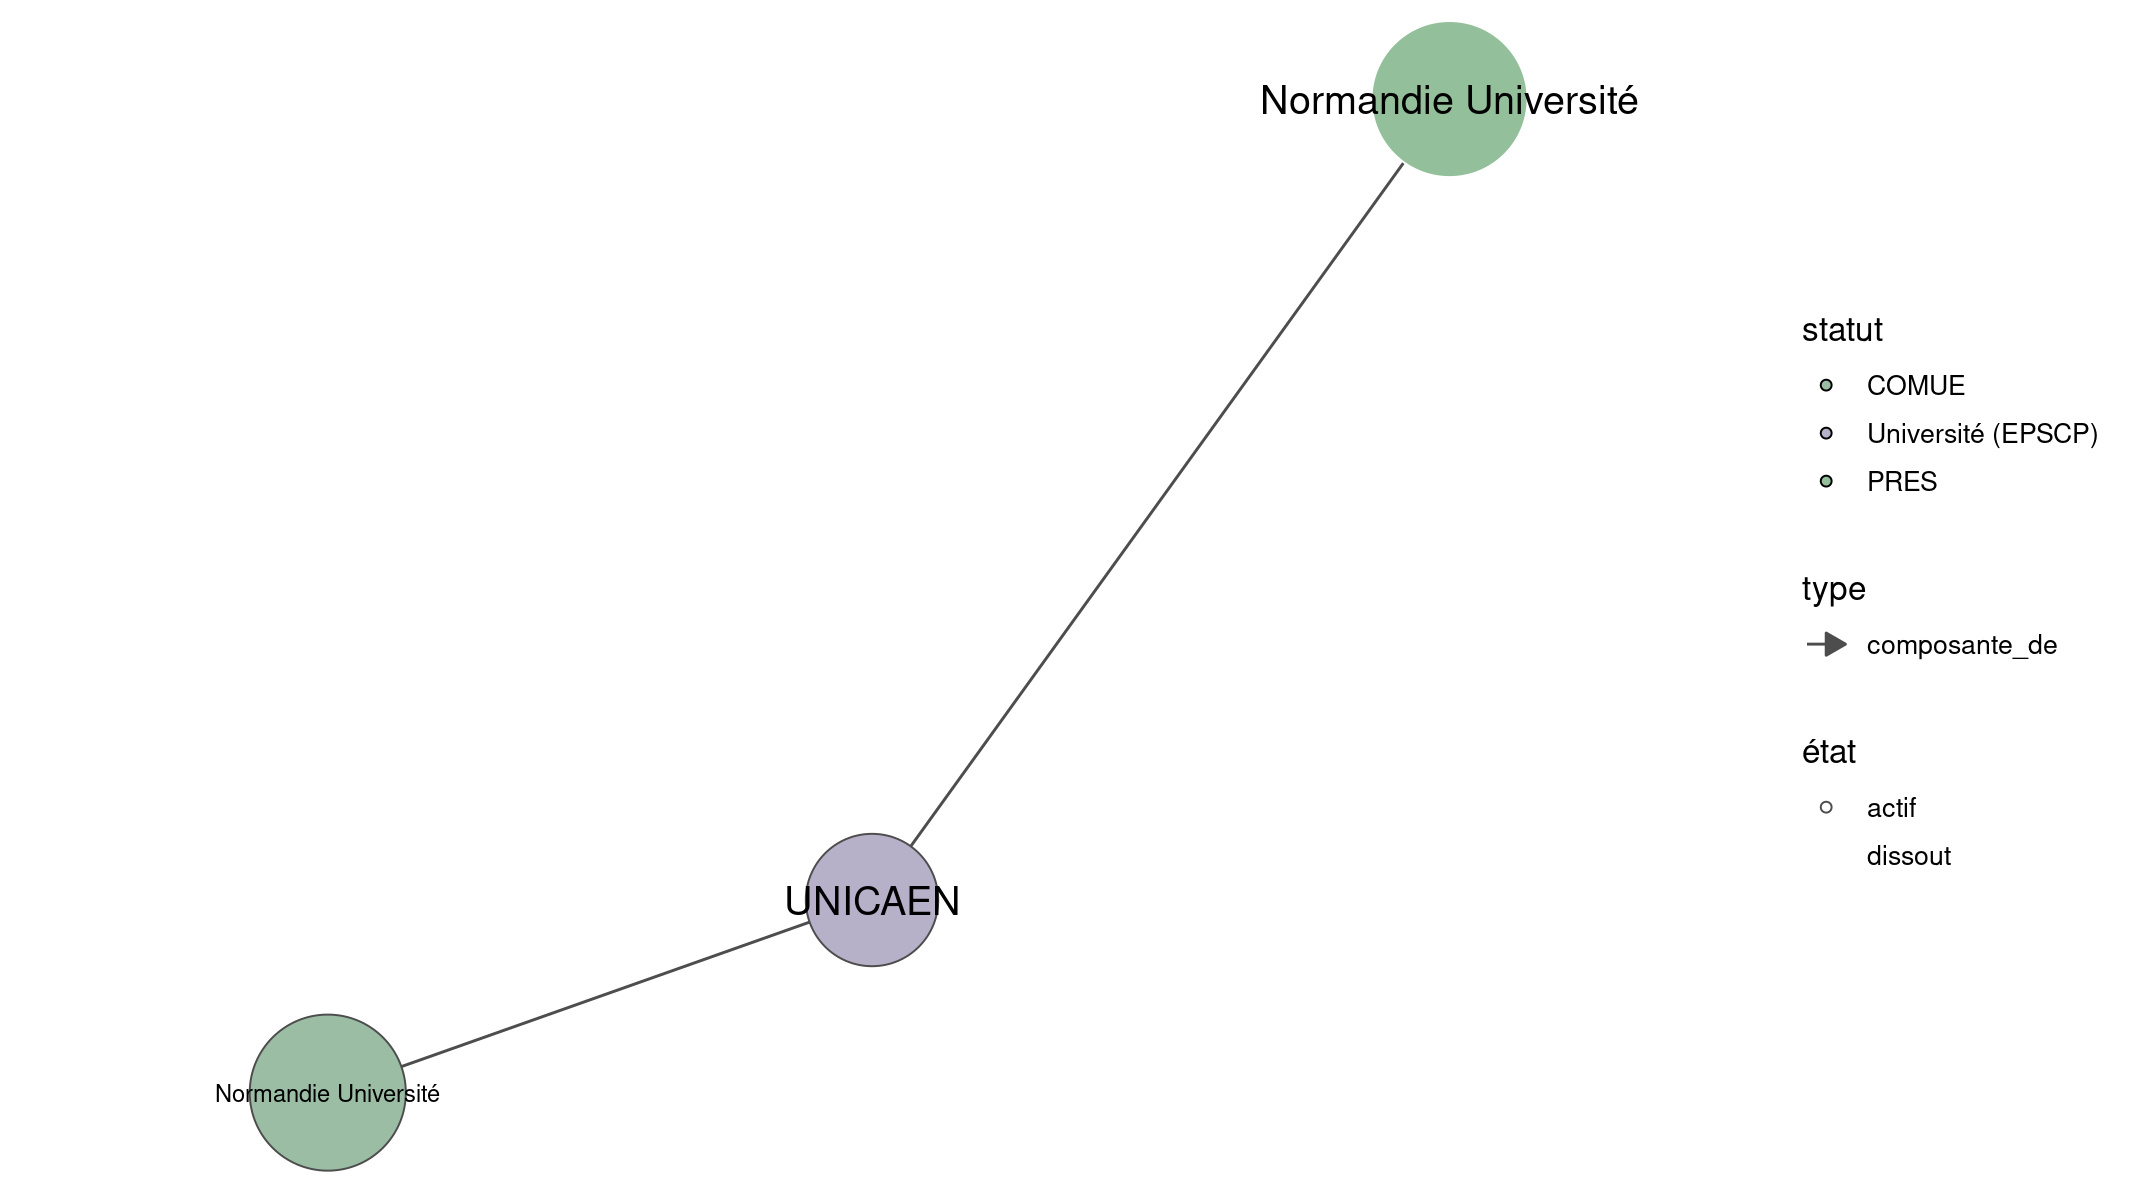 Normandie Université
UNICAEN
Normandie Université
statut
COMUE
Université (EPSCP)
PRES
type
composante_de
état
actif
dissout